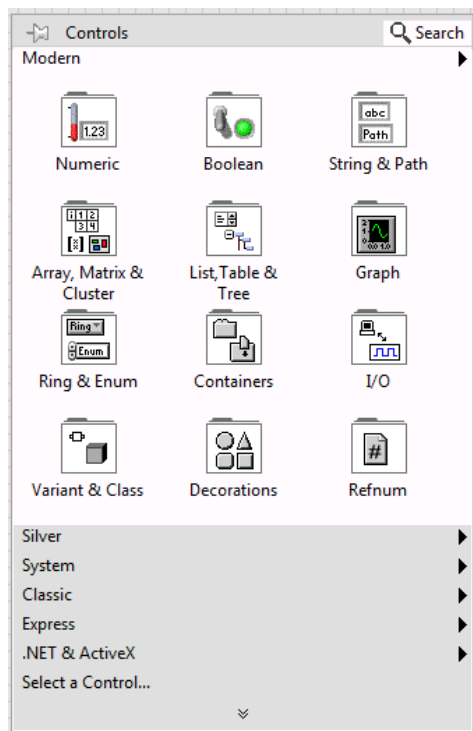 Controls Search
Modern
1.23
abc
Path
Numeric Boolean String & Path
Array, Matrix & Cluster
List, Table & Tree
Graph
Ring
Enum
Ring & Enum Containers I/O
#
Variant & Class Decorations Refnum
Silver
System
Classic
Express
.NET & ActiveX
Select a Control...